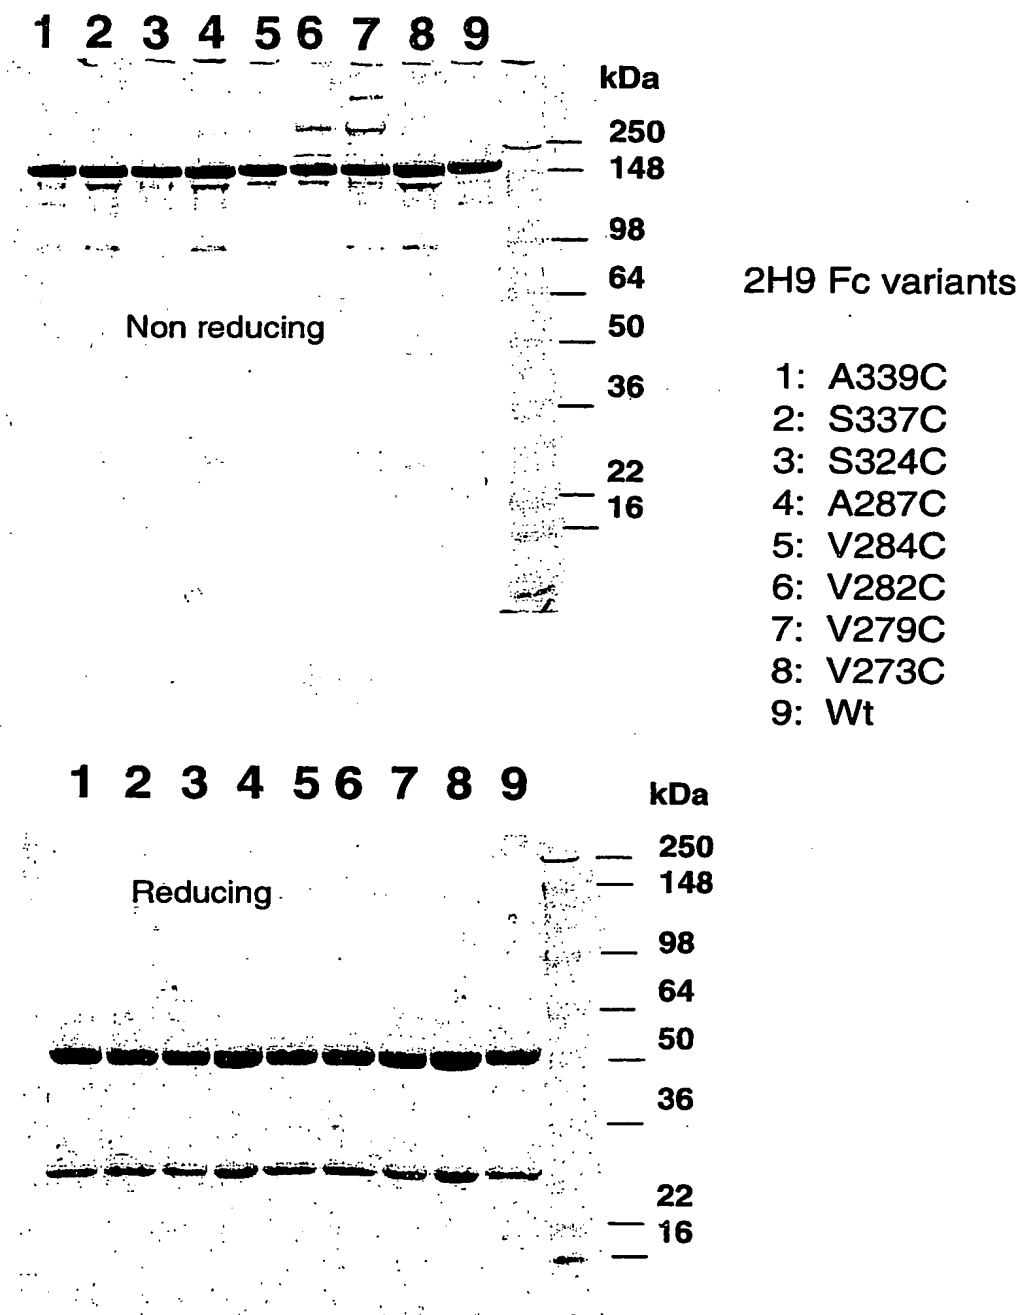 1 2 3 4 5 6 7 8 9
kDa
250
148
98
64
50
36
22
16
Non reducing
2H9 Fc variants
1: A339C
2: S337C
3: S324C
4: A287C
5: V284C
6: V282C
7: V279C
8: V273C
9: Wt
1 2 3 4 5 6 7 8 9
kDa
250
148
98
64
50
36
22
16
Reducing